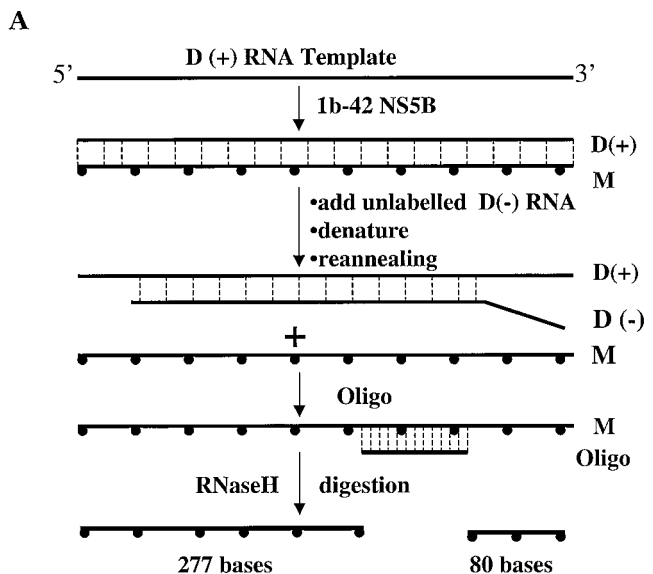 A
D (+) RNA Template
5’ 3’
1b-42 NS5B
D(+)
M
•add unlabelled D(-) RNA
•denature
•reannealing
D(+)
D (-)
+
M
Oligo
M
Oligo
RNaseH digestion
277 bases 80 bases